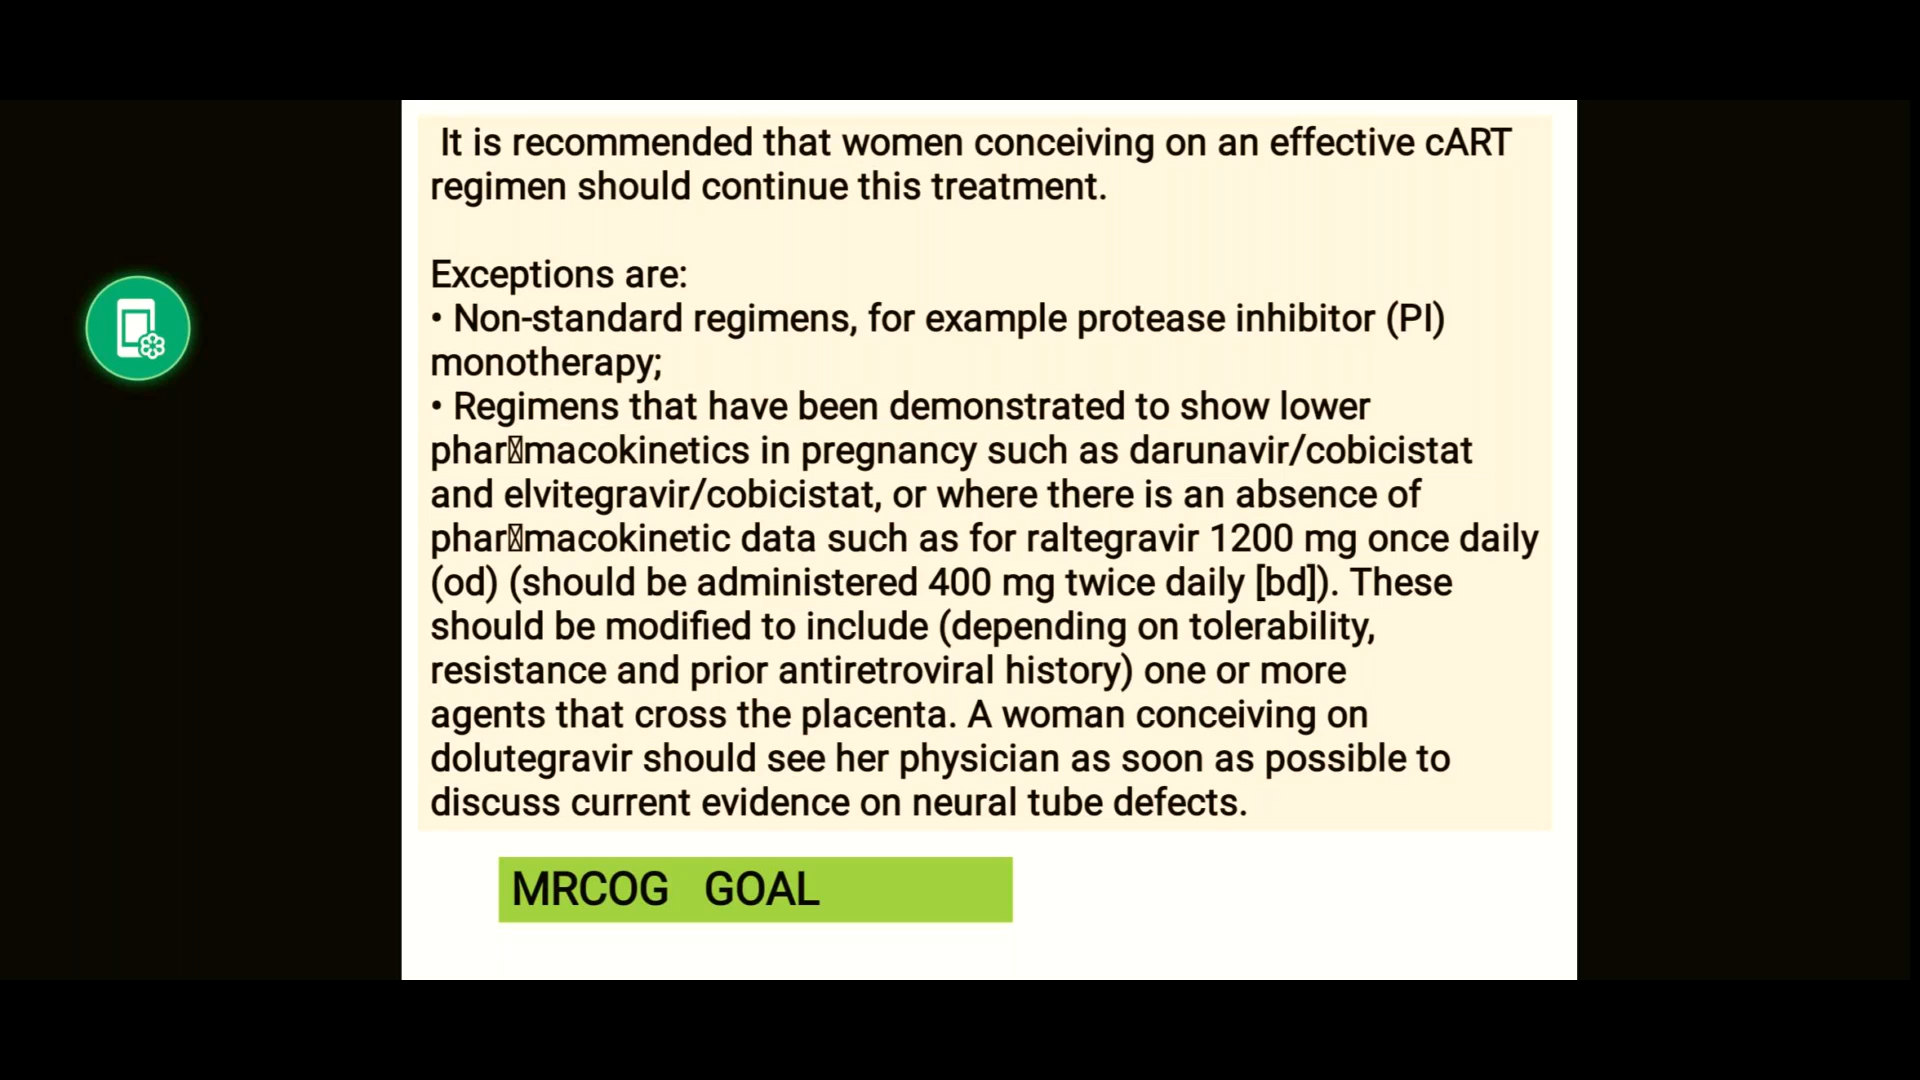 It is recommended that women conceiving on an effective cART
regimen should continue this treatment.
Exceptions are:
• Non-standard regimens, for example protease inhibitor (PI)
monotherapy;
• Regimens that have been demonstrated to show lower
phar￾macokinetics in pregnancy such as darunavir/cobicistat
and elvitegravir/cobicistat, or where there is an absence of
phar￾macokinetic data such as for raltegravir 1200 mg once daily
(od) (should be administered 400 mg twice daily [bd]). These
should be modified to include (depending on tolerability,
resistance and prior antiretroviral history) one or more
agents that cross the placenta. A woman conceiving on
dolutegravir should see her physician as soon as possible to
discuss current evidence on neural tube defects.
MRCOG GOAL